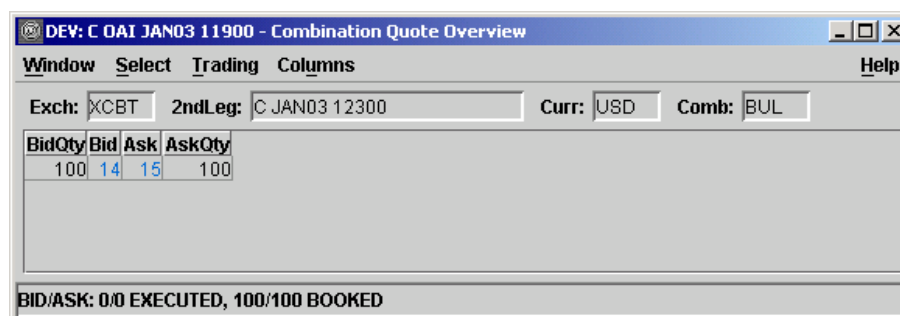 DEV: C OAI JAN03 11900 - Combination Quote Overview
Window Select Trading Columns Help
Exch: XCBT 2ndLeg: C JAN03 12300 Curr: USD Comb: BUL
BidQty Bid Ask AskQty
100 14 15 100
BID/ASK: 0/0 EXECUTED, 100/100 BOOKED